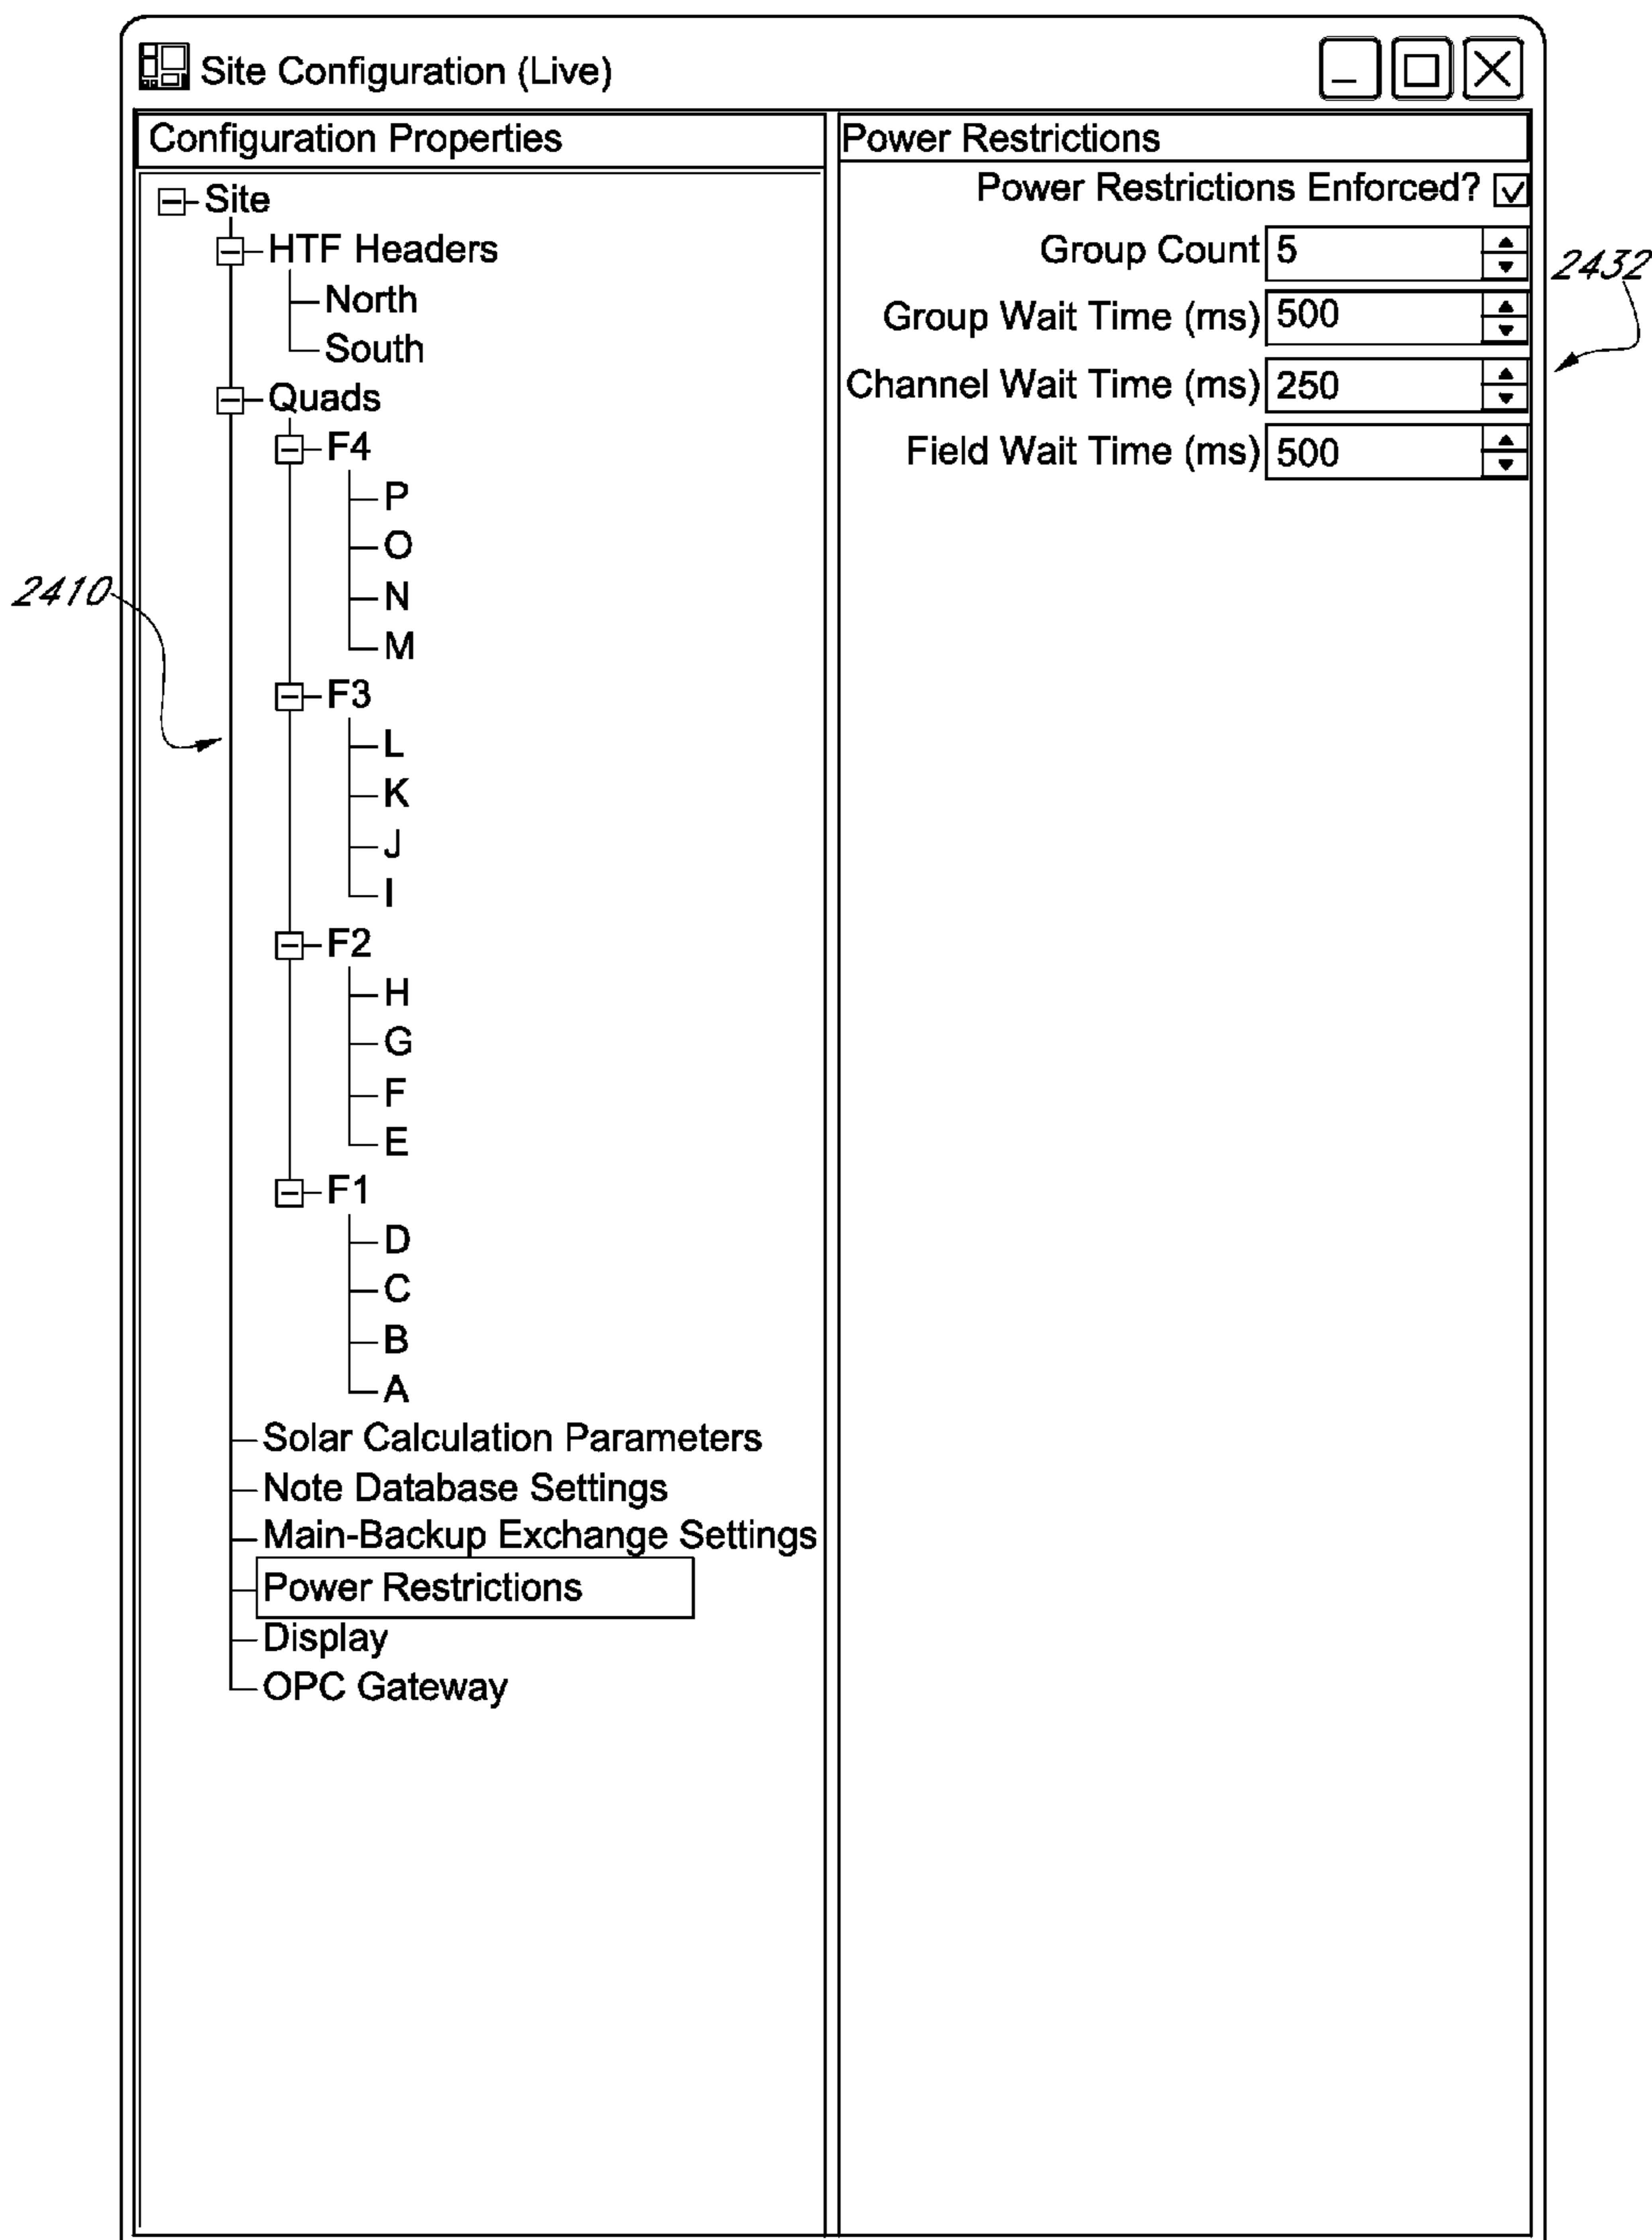 Site Configuration (Live)
Configuration Properties
Site
HTF Headers
North
South
Quads
F4
P
O
N
M
F3
L
K
J
I
F2
H
G
F
E
F1
D
C
B
A
Solar Calculation Parameters
Note Database Settings
Main-Backup Exchange Settings
Power Restrictions
Display
OPC Gateway
2410
Power Restrictions
Power Restrictions Enforced?
Group Count 5
Group Wait Time (ms) 500
Channel Wait Time (ms) 250
Field Wait Time (ms) 500
2432